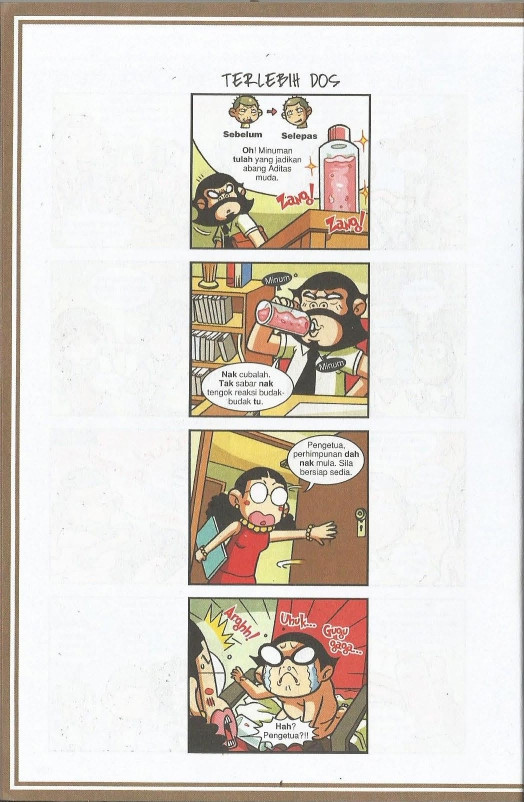 TERLEBIH DOS
Sebelum
Selepas
Oh! Minuman
tulah yang jadikan
abang Aditas
muda.
Zang!
Zang!
Minum
Minum
Nak cubalah.
Tak sabar nak
tengok reaksi budak-
budak tu.
Pengetua,
perhimpunan dah
nak mula. Sila
bersiap sedia.
Arghh!
Uhuk...
Gugu
gaga...
Hah?
Pengetua?!!